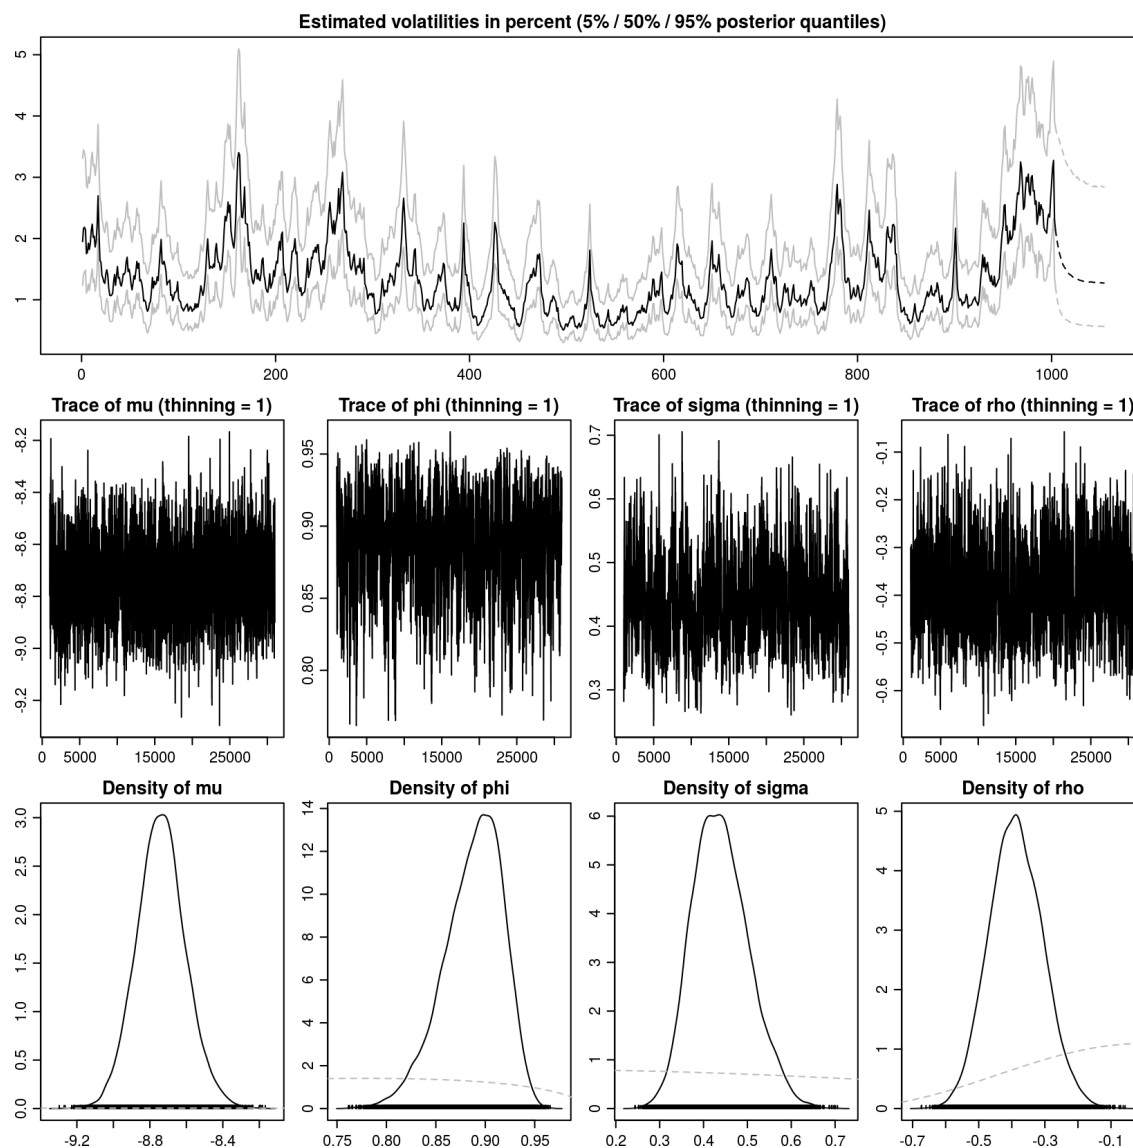 Estimated volatilities in percent (5% / 50% / 95% posterior quantiles)
5
4
3
2
1
0 200 400 600 800 1000
Trace of mu (thinning = 1) Trace of phi (thinning = 1) Trace of sigma (thinning = 1) Trace of rho (thinning = 1)
-8.2 -8.4 -8.6 -8.8 -9.0 -9.2
0.95 0.90 0.85 0.80
0.7 0.6 0.5 0.4 0.3
-0.1 -0.2 -0.3 -0.4 -0.5 -0.6
0 5000 15000 25000 0 5000 15000 25000 0 5000 15000 25000 0 5000 15000 25000
Density of mu Density of phi Density of sigma Density of rho
3.0 2.5 2.0 1.5 1.0 0.5 0.0
14 12 10 8 6 4 2 0
6 5 4 3 2 1 0
5 4 3 2 1 0
-9.2 -8.8 -8.4 0.75 0.80 0.85 0.90 0.95 0.2 0.3 0.4 0.5 0.6 0.7 -0.7 -0.5 -0.3 -0.1